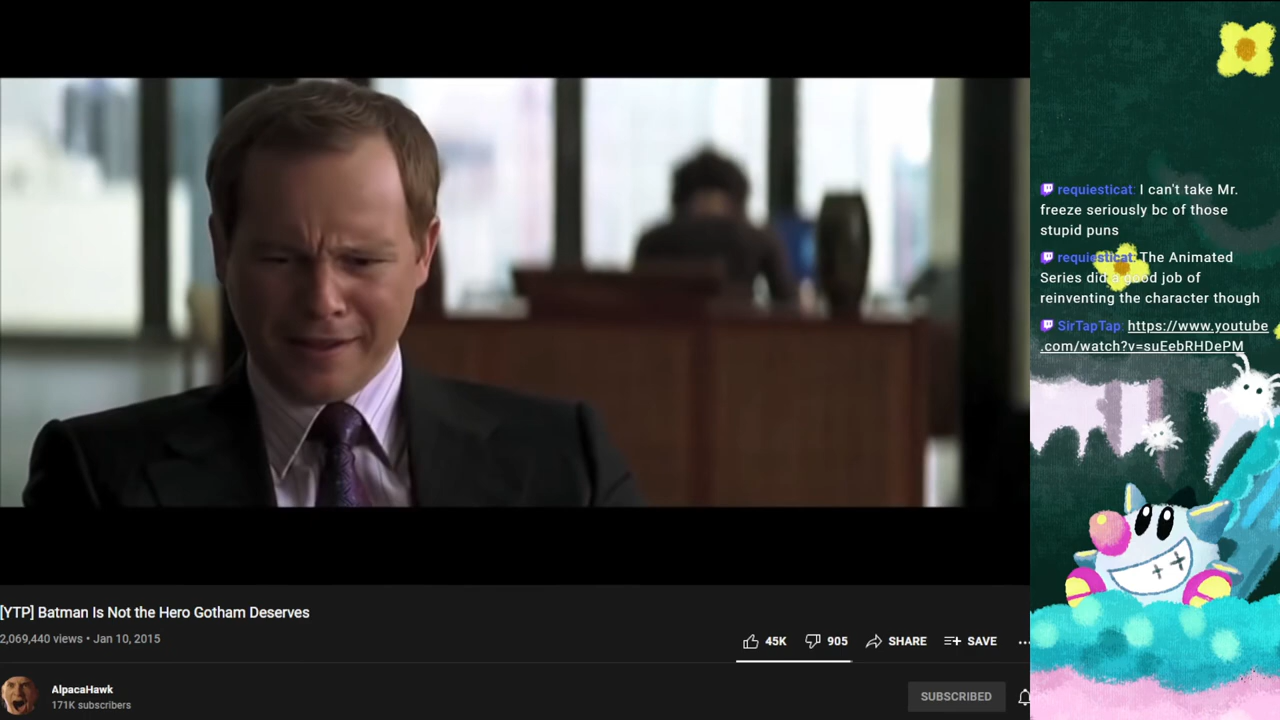 requiesticat: I can't take Mr.
freeze seriously bc of those
stupid puns
requiesticat: The Animated
Series did a good job of
reinventing the character though
SirTapTap: https://www.youtube
.com/watch?v=suEebRHDePM
[YTP] Batman Is Not the Hero Gotham Deserves
2,069,440 views • Jan 10, 2015
45K
905
SHARE
SAVE
AlpacaHawk
171K subscribers
SUBSCRIBED